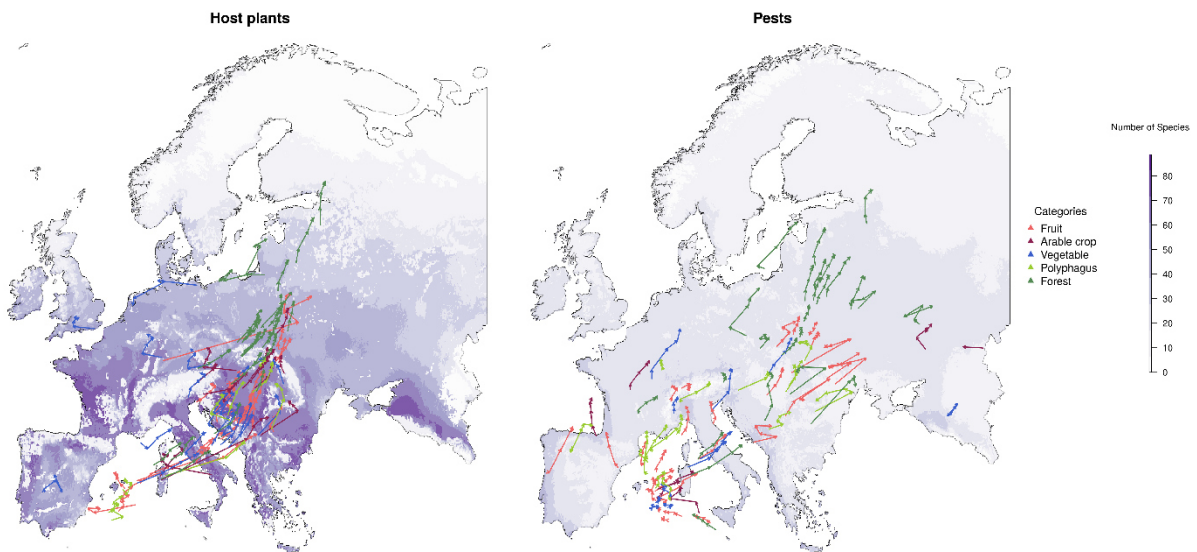 Host plants
Pests
Number of Species
Categories
Fruit
Arable crop
Vegetable
Polyphagus
Forest
80
70
60
50
40
30
20
10
0